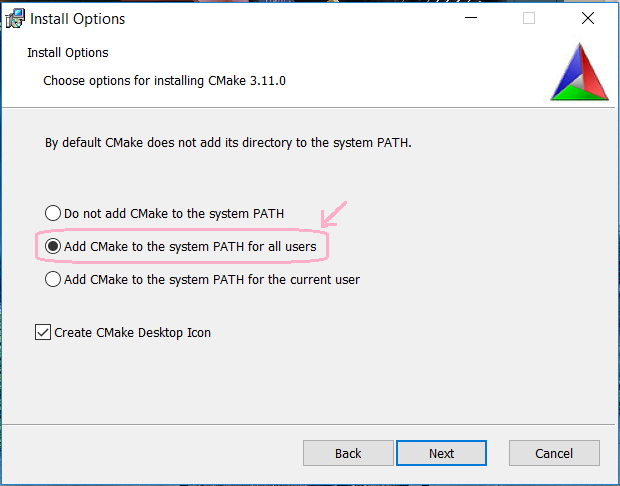 Install Options
Install Options
Choose options for installing CMake 3.11.0
By default CMake does not add its directory to the system PATH.
Do not add CMake to the system PATH
Add CMake to the system PATH for all users
Add CMake to the system PATH for the current user
Create CMake Desktop Icon
Back Next Cancel